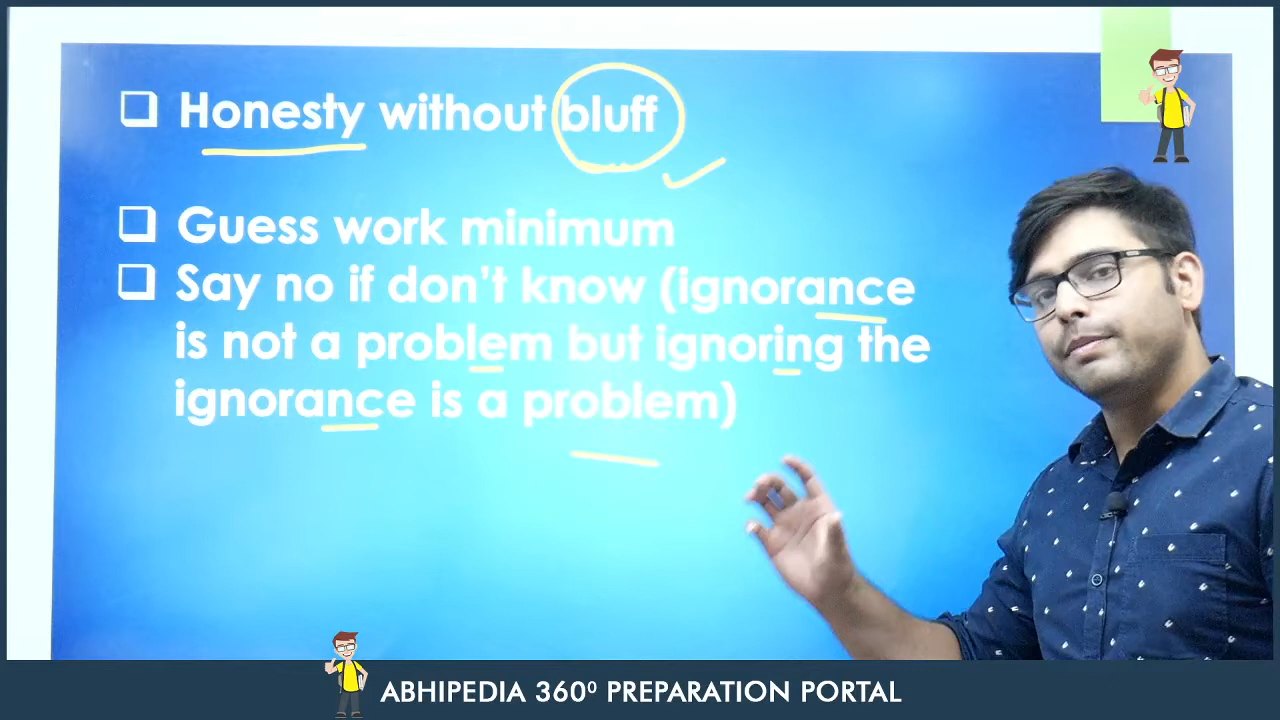 Honesty without bluff
Guess work minimum
Say no if don't know (ignorance
is not a problem but ignoring the
ignorance is a problem)
ABHIPEDIA 360⁰ PREPARATION PORTAL